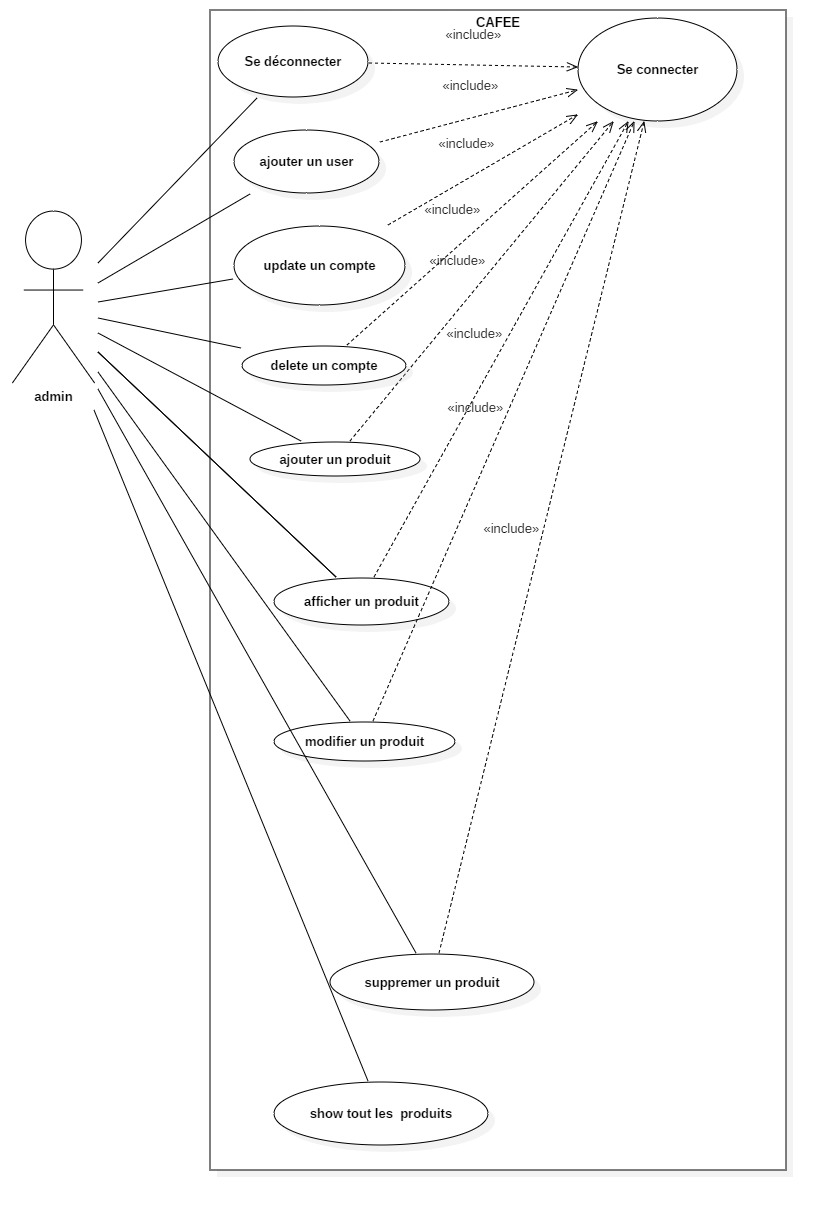 CAFEE
«include»
Se déconnecter
Se connecter
«include»
«include»
ajouter un user
«include»
update un compte
«include»
«include»
delete un compte
admin
«include»
ajouter un produit
«include»
afficher un produit
modifier un produit
suppremer un produit
show tout les  produits